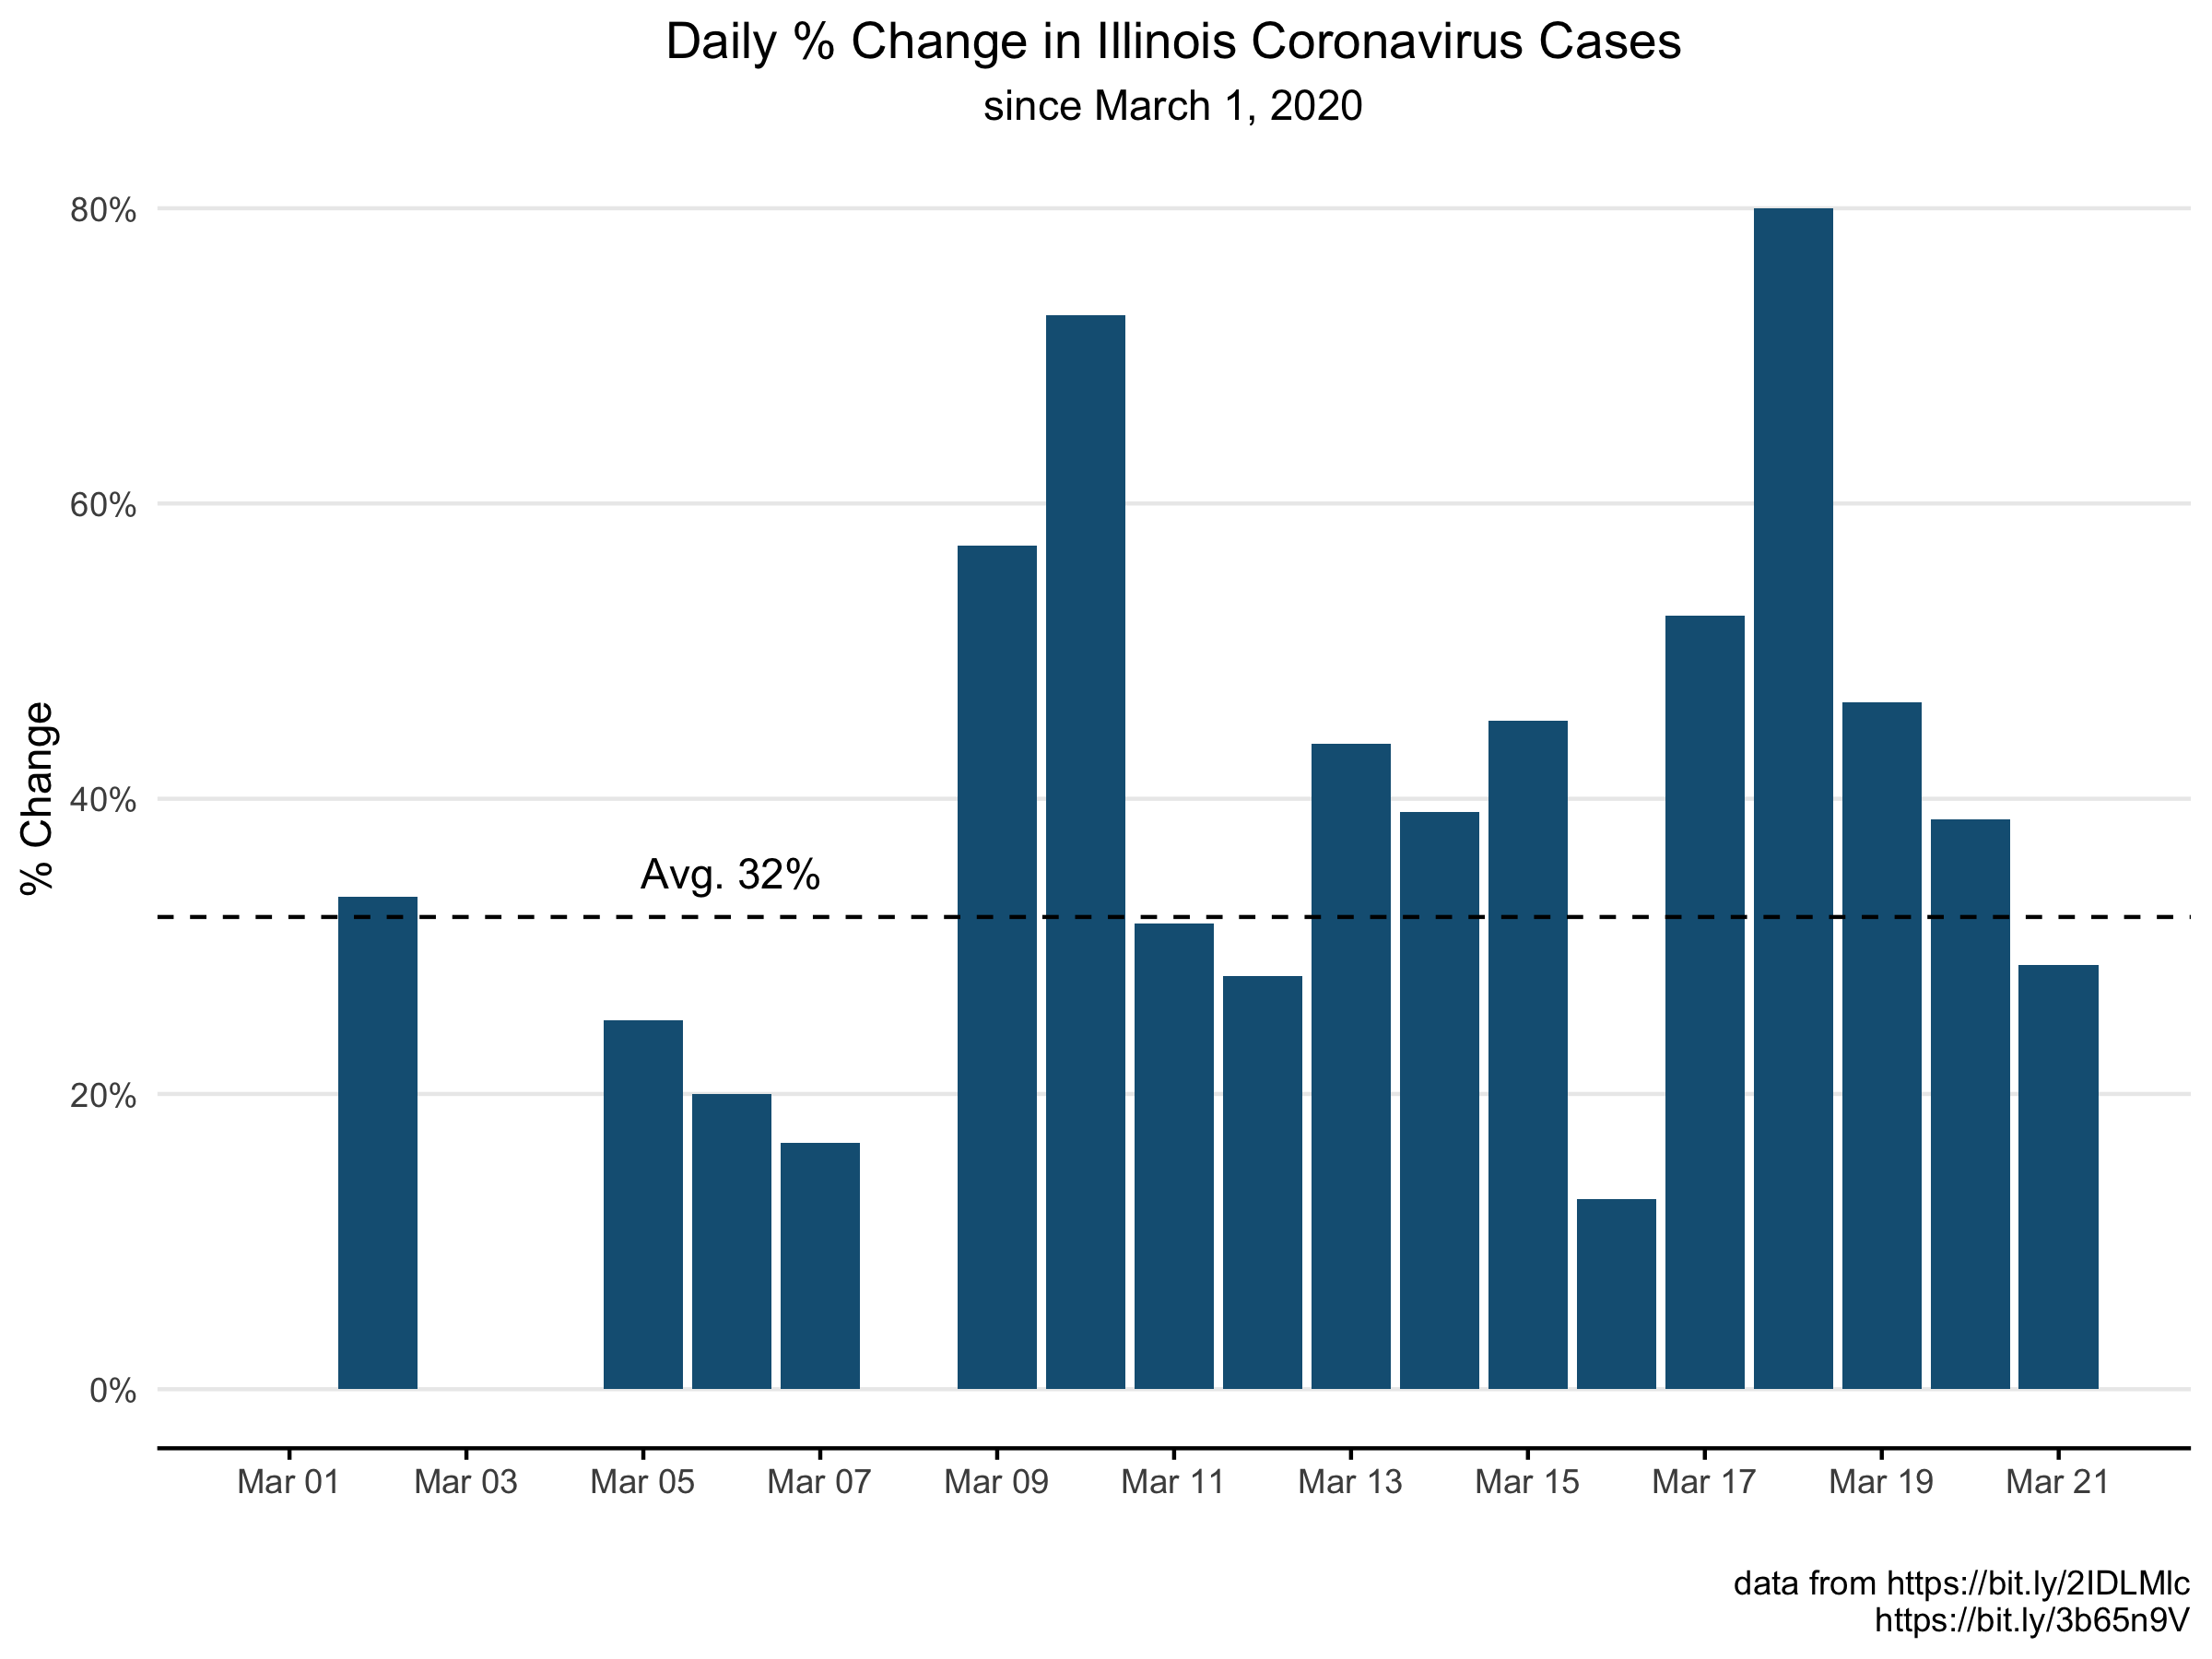 Daily % Change in Illinois Coronavirus Cases
since March 1, 2020
% Change
80%
60%
40%
20%
0%
Avg. 32%
Mar 01 Mar 03 Mar 05 Mar 07 Mar 09 Mar 11 Mar 13 Mar 15 Mar 17 Mar 19 Mar 21
data from https://bit.ly/2IDLMlc
https://bit.ly/3b65n9V